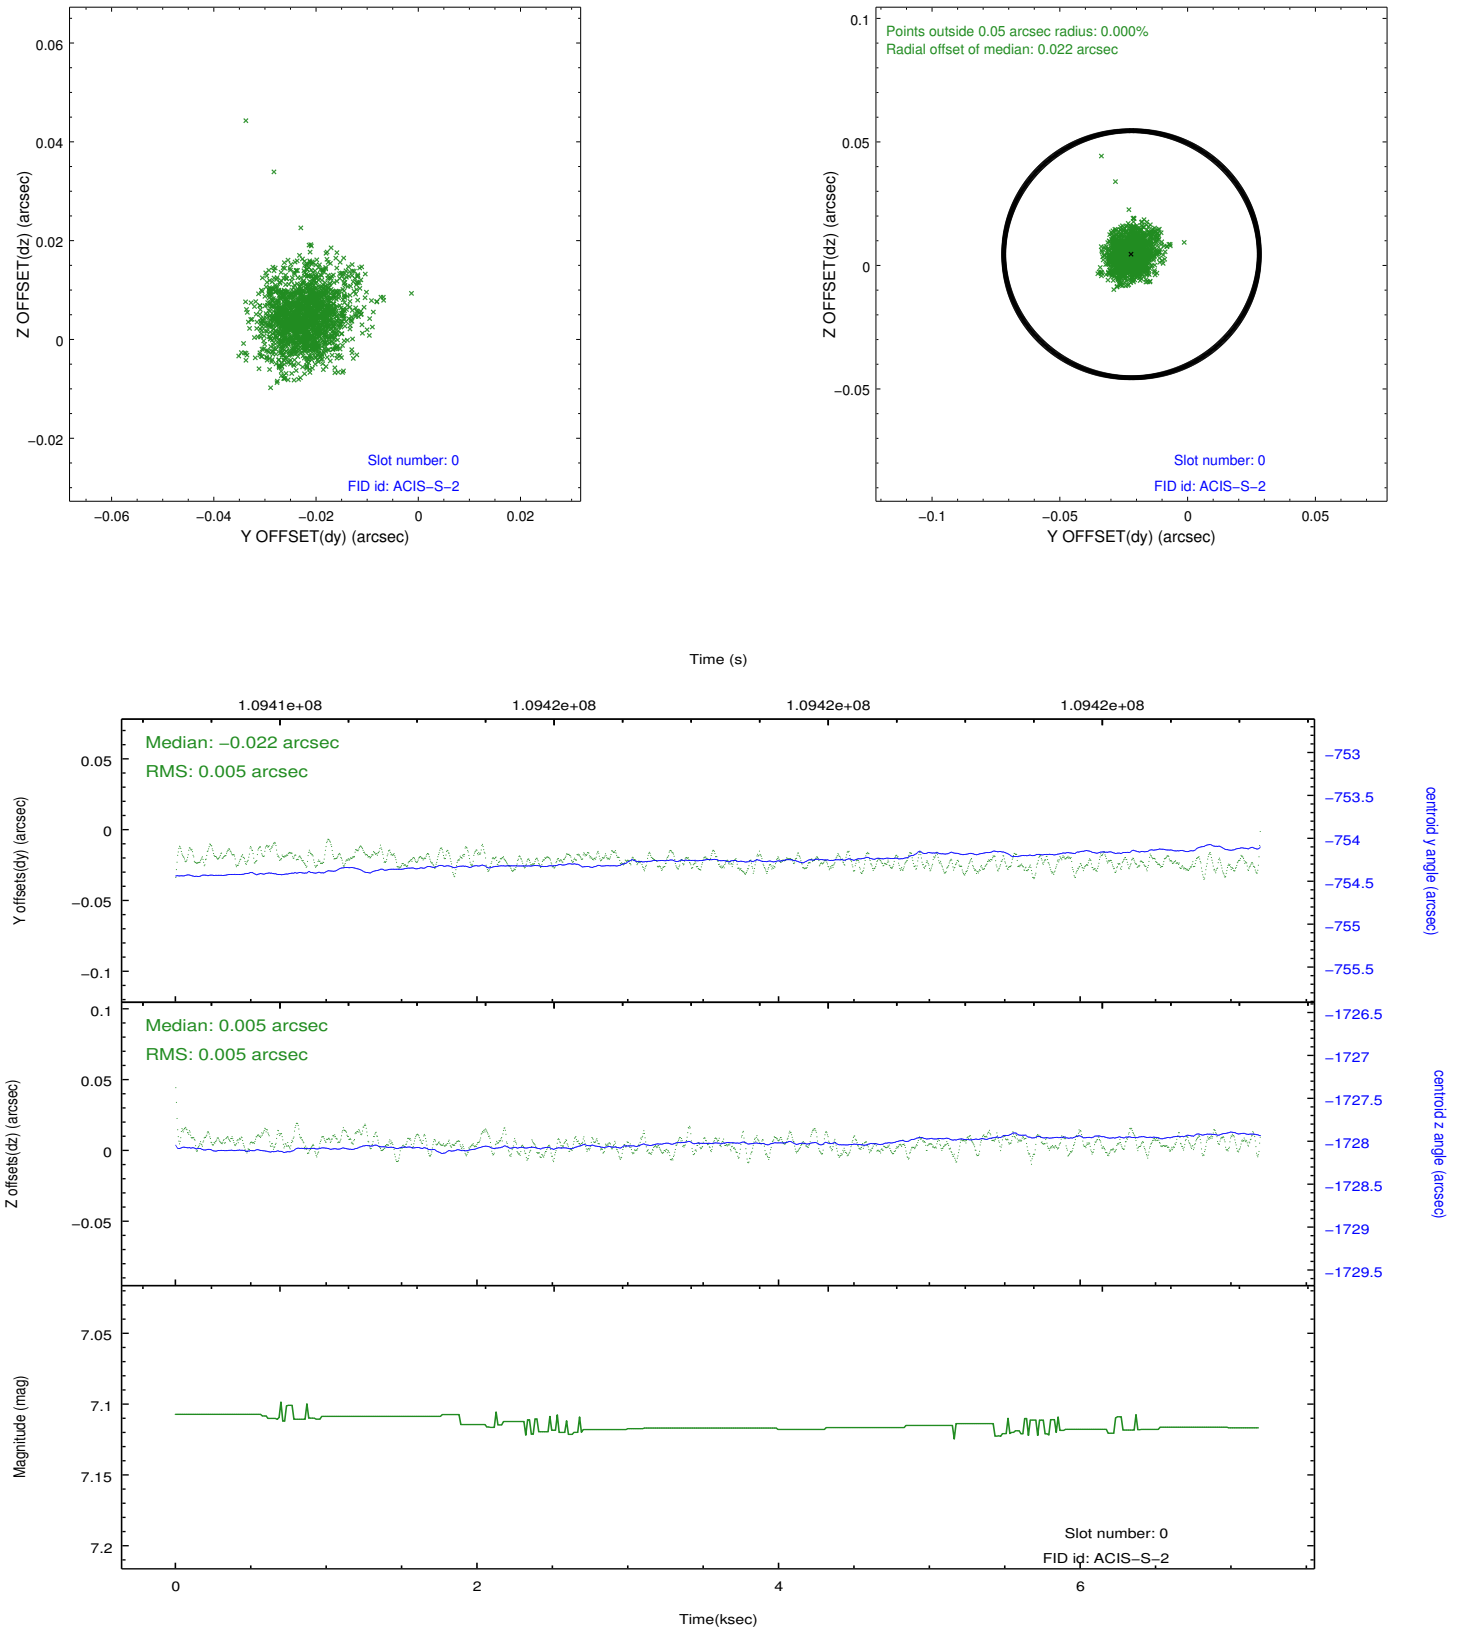 0.06
0.04
0.02
0
−0.02
Z OFFSET(dz) (arcsec)
Slot number: 0
FID id: ACIS−S−2
−0.06
−0.04
−0.02
0
0.02
Y OFFSET(dy) (arcsec)
Points outside 0.05 arcsec radius: 0.000%
Radial offset of median: 0.022 arcsec
0.1
0.05
0
−0.05
Z OFFSET(dz) (arcsec)
Slot number: 0
FID id: ACIS−S−2
−0.1
−0.05
0
0.05
Y OFFSET(dy) (arcsec)
Time (s)
1.0941e+08
1.0942e+08
1.0942e+08
1.0942e+08
Median: −0.022 arcsec
RMS: 0.005 arcsec
0.05
0
−0.05
−0.1
Y offsets(dy) (arcsec)
−753
−753.5
−754
−754.5
−755
−755.5
centroid y angle (arcsec)
Median: 0.005 arcsec
RMS: 0.005 arcsec
0.1
0.05
0
−0.05
Z offsets(dz) (arcsec)
−1726.5
−1727
−1727.5
−1728
−1728.5
−1729
−1729.5
centroid z angle (arcsec)
7.05
7.1
7.15
7.2
Magnitude (mag)
Slot number: 0
FID id: ACIS−S−2
0
2
4
6
Time(ksec)